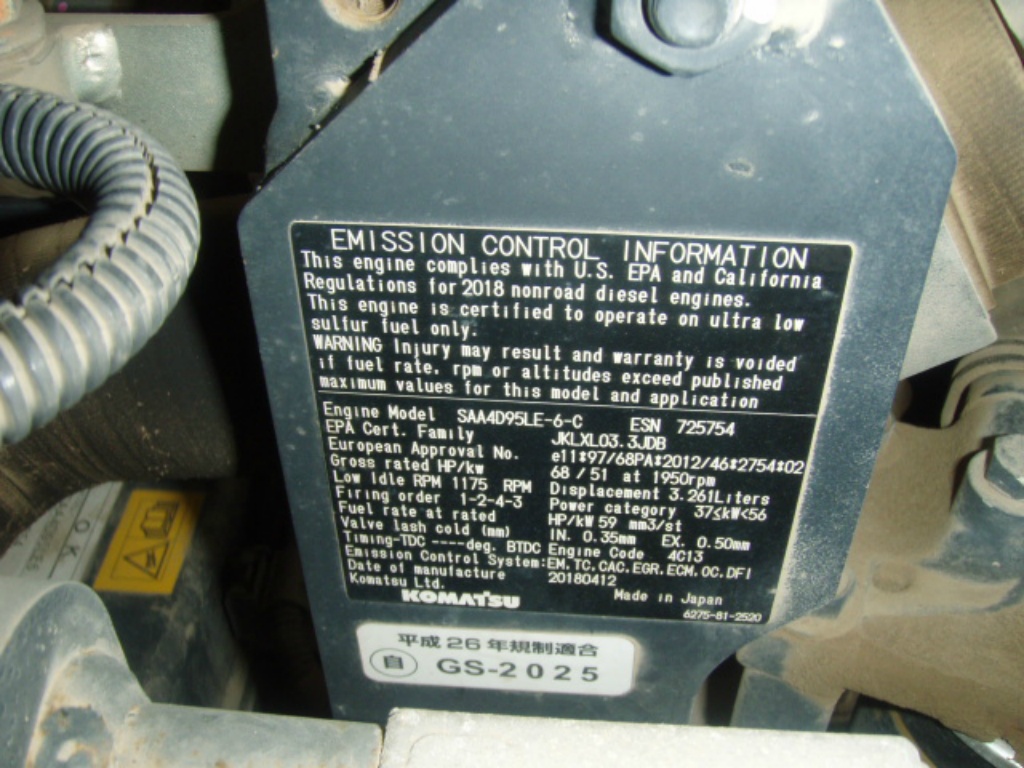 EMISSION CONTROL INFORMATION
This engine complies with U.S. EPA and California
Regulations for 2018 nonroad diesel engines.
This engine is certified to operate on ultra low
sulfur fuel only.
WARNING Injury may result and warranty is voided
if fuel rate. rpm or altitudes exceed published
maximum values for this model and application
Engine Model SAA4D95LE-6-C ESN 725754
EPA Cert. Family JKLXL03.3JDB
European Approval No. e11*97/68PA*2012/46*2754*02
Gross rated HP/kw 68/51 at 1950rpm
Low Idle RPM 1175 RPM Displacement 3.261Liters
Firing order 1-2-4-3 Power category 37≤kW<56
Fuel rate at rated HP/kW 59 mm3/st
Valve lash cold (mm) IN. 0.35mm EX. 0.50mm
Timing-TDC ----deg. BTDC Engine Code 4C13
Emission Control System:EM.TC.CAC.EGR.ECM.OC.DFI
Date of manufacture 20180412
Komatsu Ltd. Made in Japan
KOMATSU 6275-81-2520
平成26年規制適合
自 GS-2025